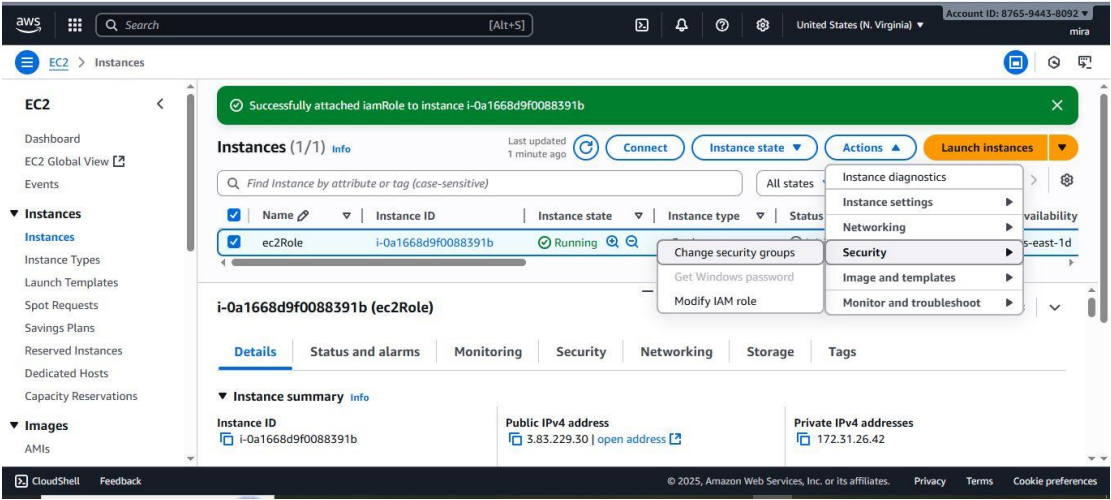 aws
Search [Alt+S]
United States (N. Virginia)
Account ID: 8765-9443-8092
mira
EC2 > Instances
EC2
Dashboard
EC2 Global View
Events
Instances
Instances
Instance Types
Launch Templates
Spot Requests
Savings Plans
Reserved Instances
Dedicated Hosts
Capacity Reservations
Images
AMIs
Successfully attached iamRole to instance i-0a1668d9f0088391b
Instances (1/1) Info
Last updated
1 minute ago
Connect
Instance state
Actions
Launch instances
Find Instance by attribute or tag (case-sensitive)
All states
Name
Instance ID
Instance state
Instance type
Status
ec2Role
i-0a1668d9f0088391b
Running
s-east-1d
Instance diagnostics
Instance settings
Networking
Security
Image and templates
Monitor and troubleshoot
Change security groups
Get Windows password
Modify IAM role
i-0a1668d9f0088391b (ec2Role)
Details Status and alarms Monitoring Security Networking Storage Tags
Instance summary Info
Instance ID
i-0a1668d9f0088391b
Public IPv4 address
3.83.229.30 | open address
Private IPv4 addresses
172.31.26.42
CloudShell Feedback
© 2025, Amazon Web Services, Inc. or its affiliates. Privacy Terms Cookie preferences